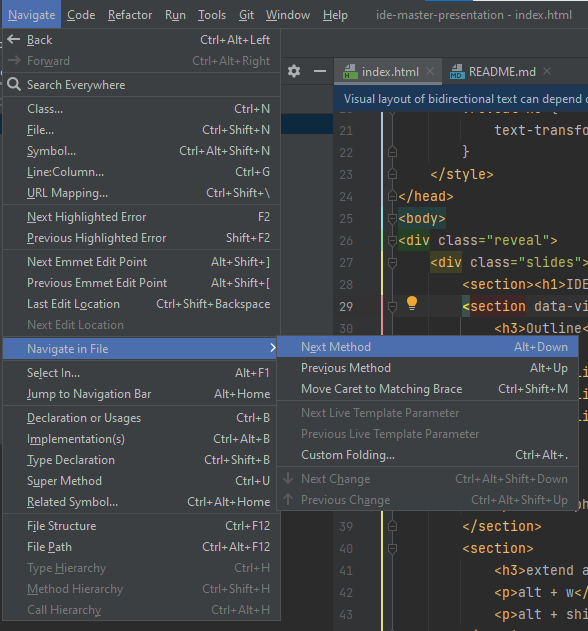 Navigate Code Refactor Run Tools Git Window Help ide-master-presentation - index.html
Back Ctrl+Alt+Left
Forward Ctrl+Alt+Right
Search Everywhere
Class... Ctrl+N
File... Ctrl+Shift+N
Symbol... Ctrl+Alt+Shift+N
Line:Column... Ctrl+G
URL Mapping... Ctrl+Shift+\
Next Highlighted Error F2
Previous Highlighted Error Shift+F2
Next Emmet Edit Point Alt+Shift+]
Previous Emmet Edit Point Alt+Shift+[
Last Edit Location Ctrl+Shift+Backspace
Next Edit Location
Navigate in File
Select In... Alt+F1
Jump to Navigation Bar Alt+Home
Declaration or Usages Ctrl+B
Implementation(s) Ctrl+Alt+B
Type Declaration Ctrl+Shift+B
Super Method Ctrl+U
Related Symbol... Ctrl+Alt+Home
File Structure Ctrl+F12
File Path Ctrl+Alt+F12
Type Hierarchy Ctrl+H
Method Hierarchy Ctrl+Shift+H
Call Hierarchy Ctrl+Alt+H
Next Method Alt+Down
Previous Method Alt+Up
Move Caret to Matching Brace Ctrl+Shift+M
Next Live Template Parameter
Previous Live Template Parameter
Custom Folding... Ctrl+Alt+.
Next Change Ctrl+Alt+Shift+Down
Previous Change Ctrl+Alt+Shift+Up
index.html README.md
Visual layout of bidirectional text can depend
21 text-transfo
22 }
23 </style>
24 </head>
25 <body>
26 <div class="reveal">
27 <div class="slides">
28 <section><h1>IDE
29 <section data-vi
30 <h3>Outline<
39 </section>
40 <section>
41 <h3>extend a
42 <p>alt + w</
43 <p>alt + shi